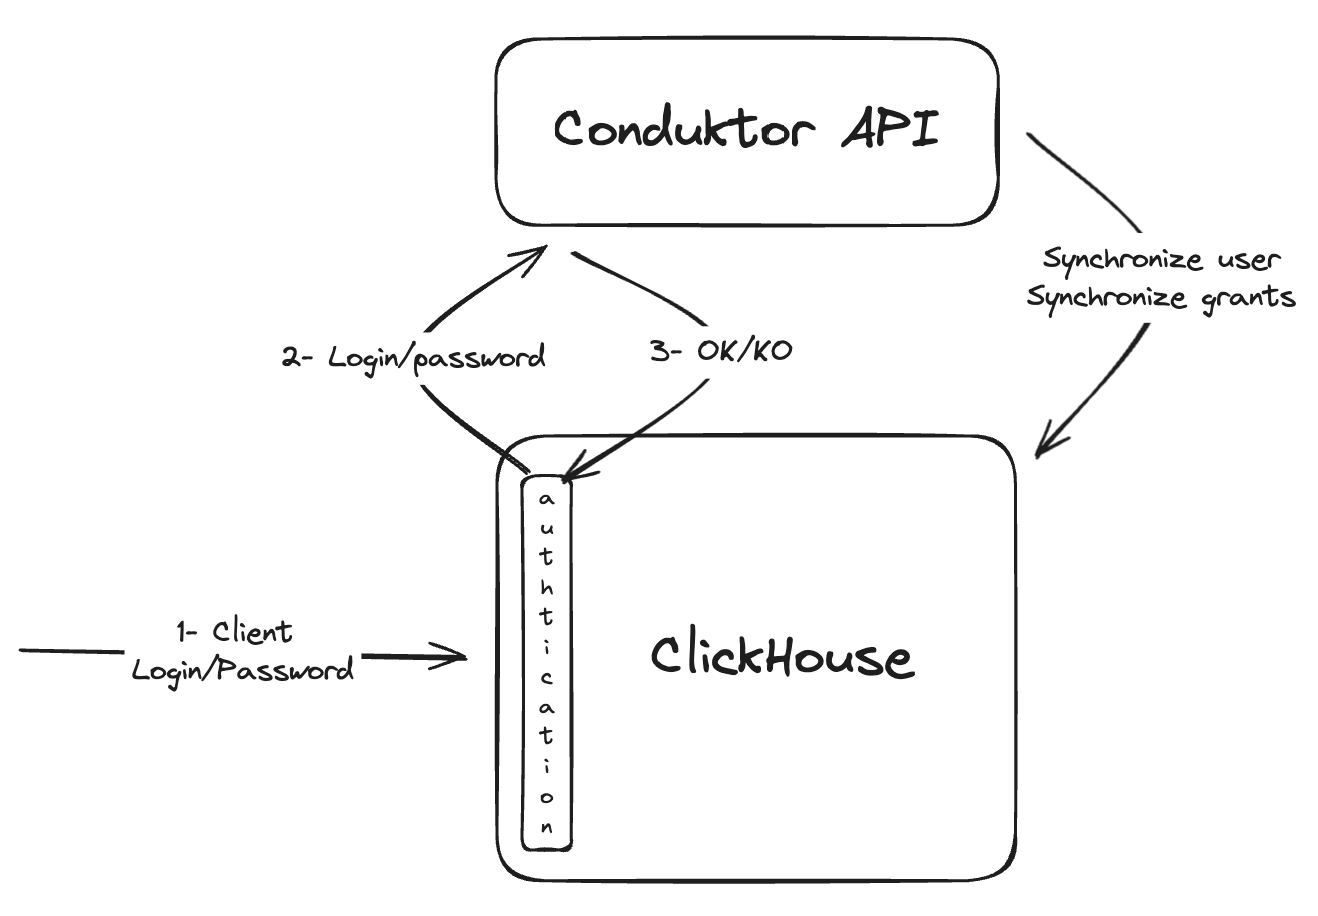 Conduktor API
Synchronize user
Synchronize grants
2- Login/password
3- OK/KO
1- Client
Login/Password
a
u
t
h
t
i
c
a
t
i
o
n
ClickHouse